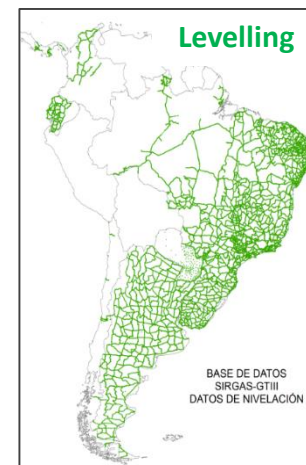 Levelling
BASE DE DATOS
SIRGAS-GTIII
DATOS DE NIVELACIÓN